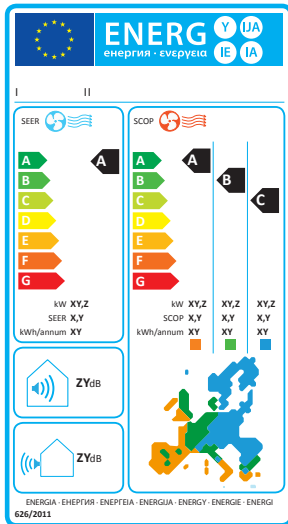 ENERG Y IJA
енергия · ενεργεια IE IA
I II
SEER
A A
B
C
D
E
F
G
kW XY,Z
SEER X,Y
kWh/annum XY
SCOP
A A
B B
C C
D
E
F
G
kW XY,Z XY,Z XY,Z
SCOP X,Y X,Y X,Y
kWh/annum XY XY XY
ZYdB
ZYdB
ENERGIA · ЕНЕРГИЯ · ΕΝΕΡΓΕΙΑ · ENERGIJA · ENERGY · ENERGIE · ENERGI
626/2011